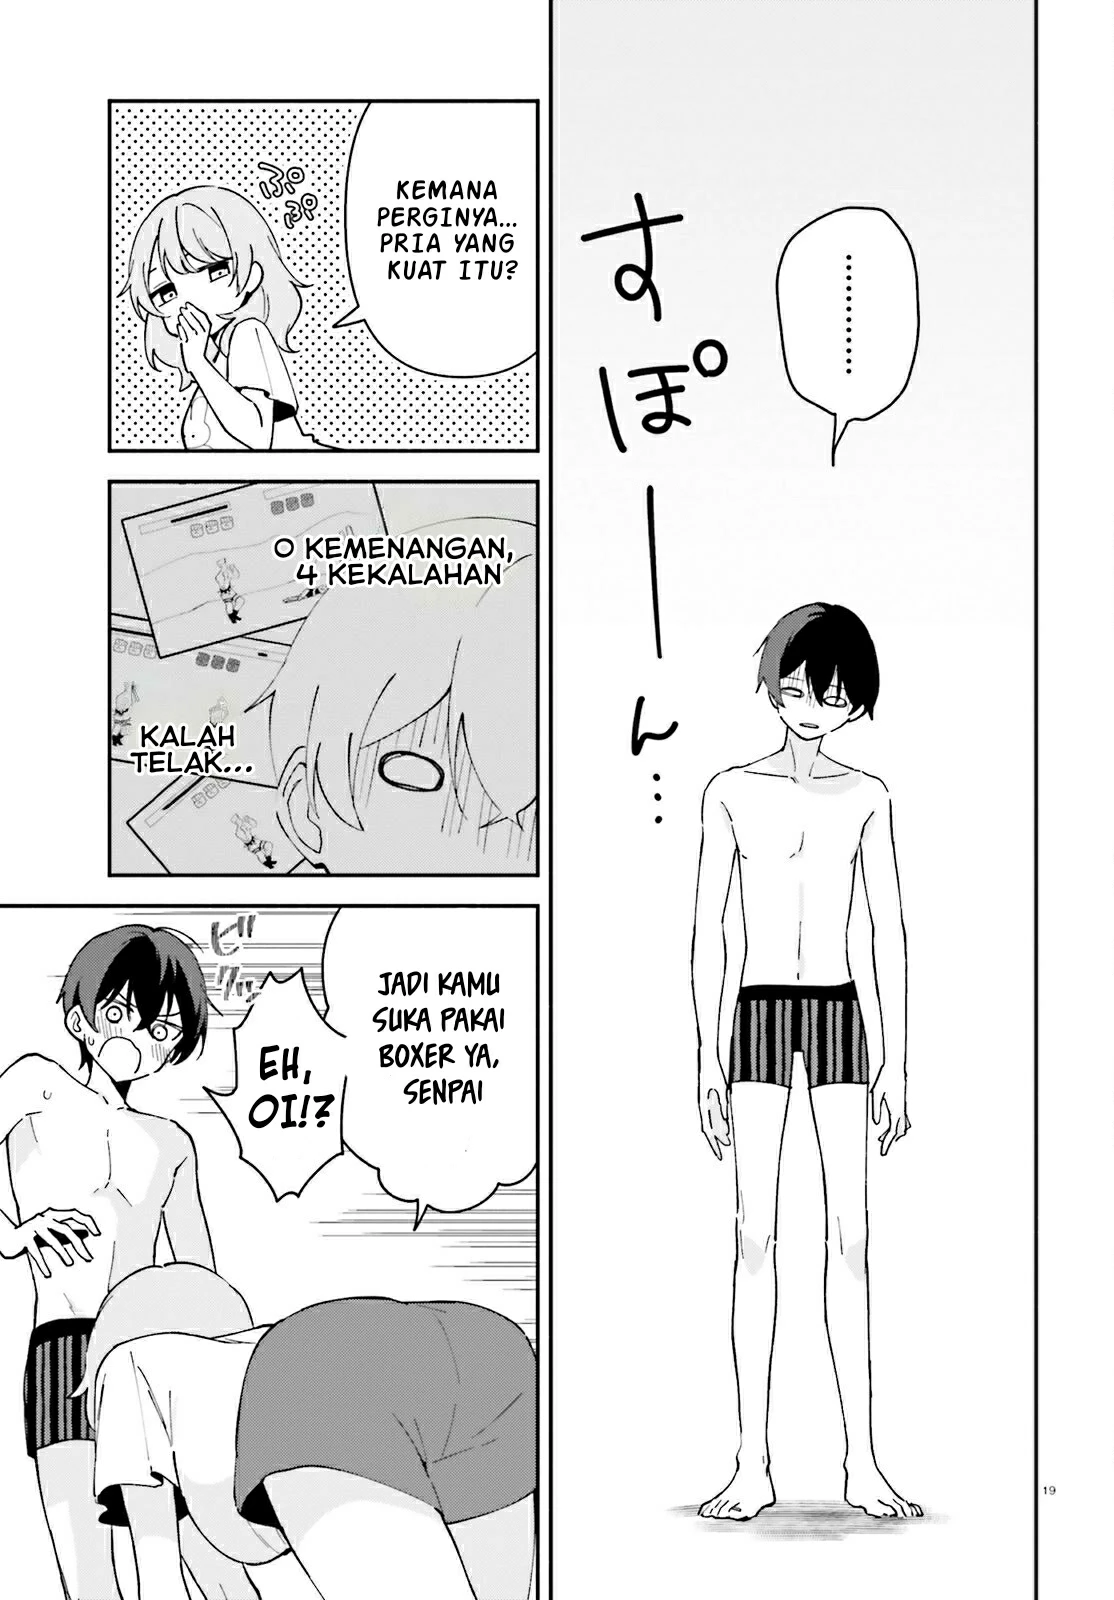 ………
すぽーん…
KEMANA
PERGINYA...
PRIA YANG
KUAT ITU?
ぷぷ
0 KEMENANGAN,
4 KEKALAHAN
KALAH
TELAK...
JADI KAMU
SUKA PAKAI
BOXER YA,
SENPAI
EH,
OI!?
ビクッ
19